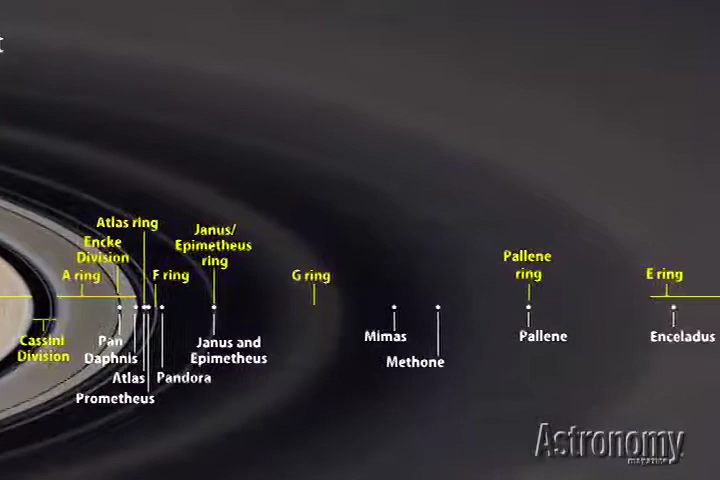 t
Atlas ring
Encke
Division
A ring
F ring
Janus/
Epimetheus
ring
G ring
Pallene
ring
E ring
Cassini
Division
Pan
Daphnis
Atlas
Prometheus
Pandora
Janus and
Epimetheus
Mimas
Methone
Pallene
Enceladus
Astronomy
magazine